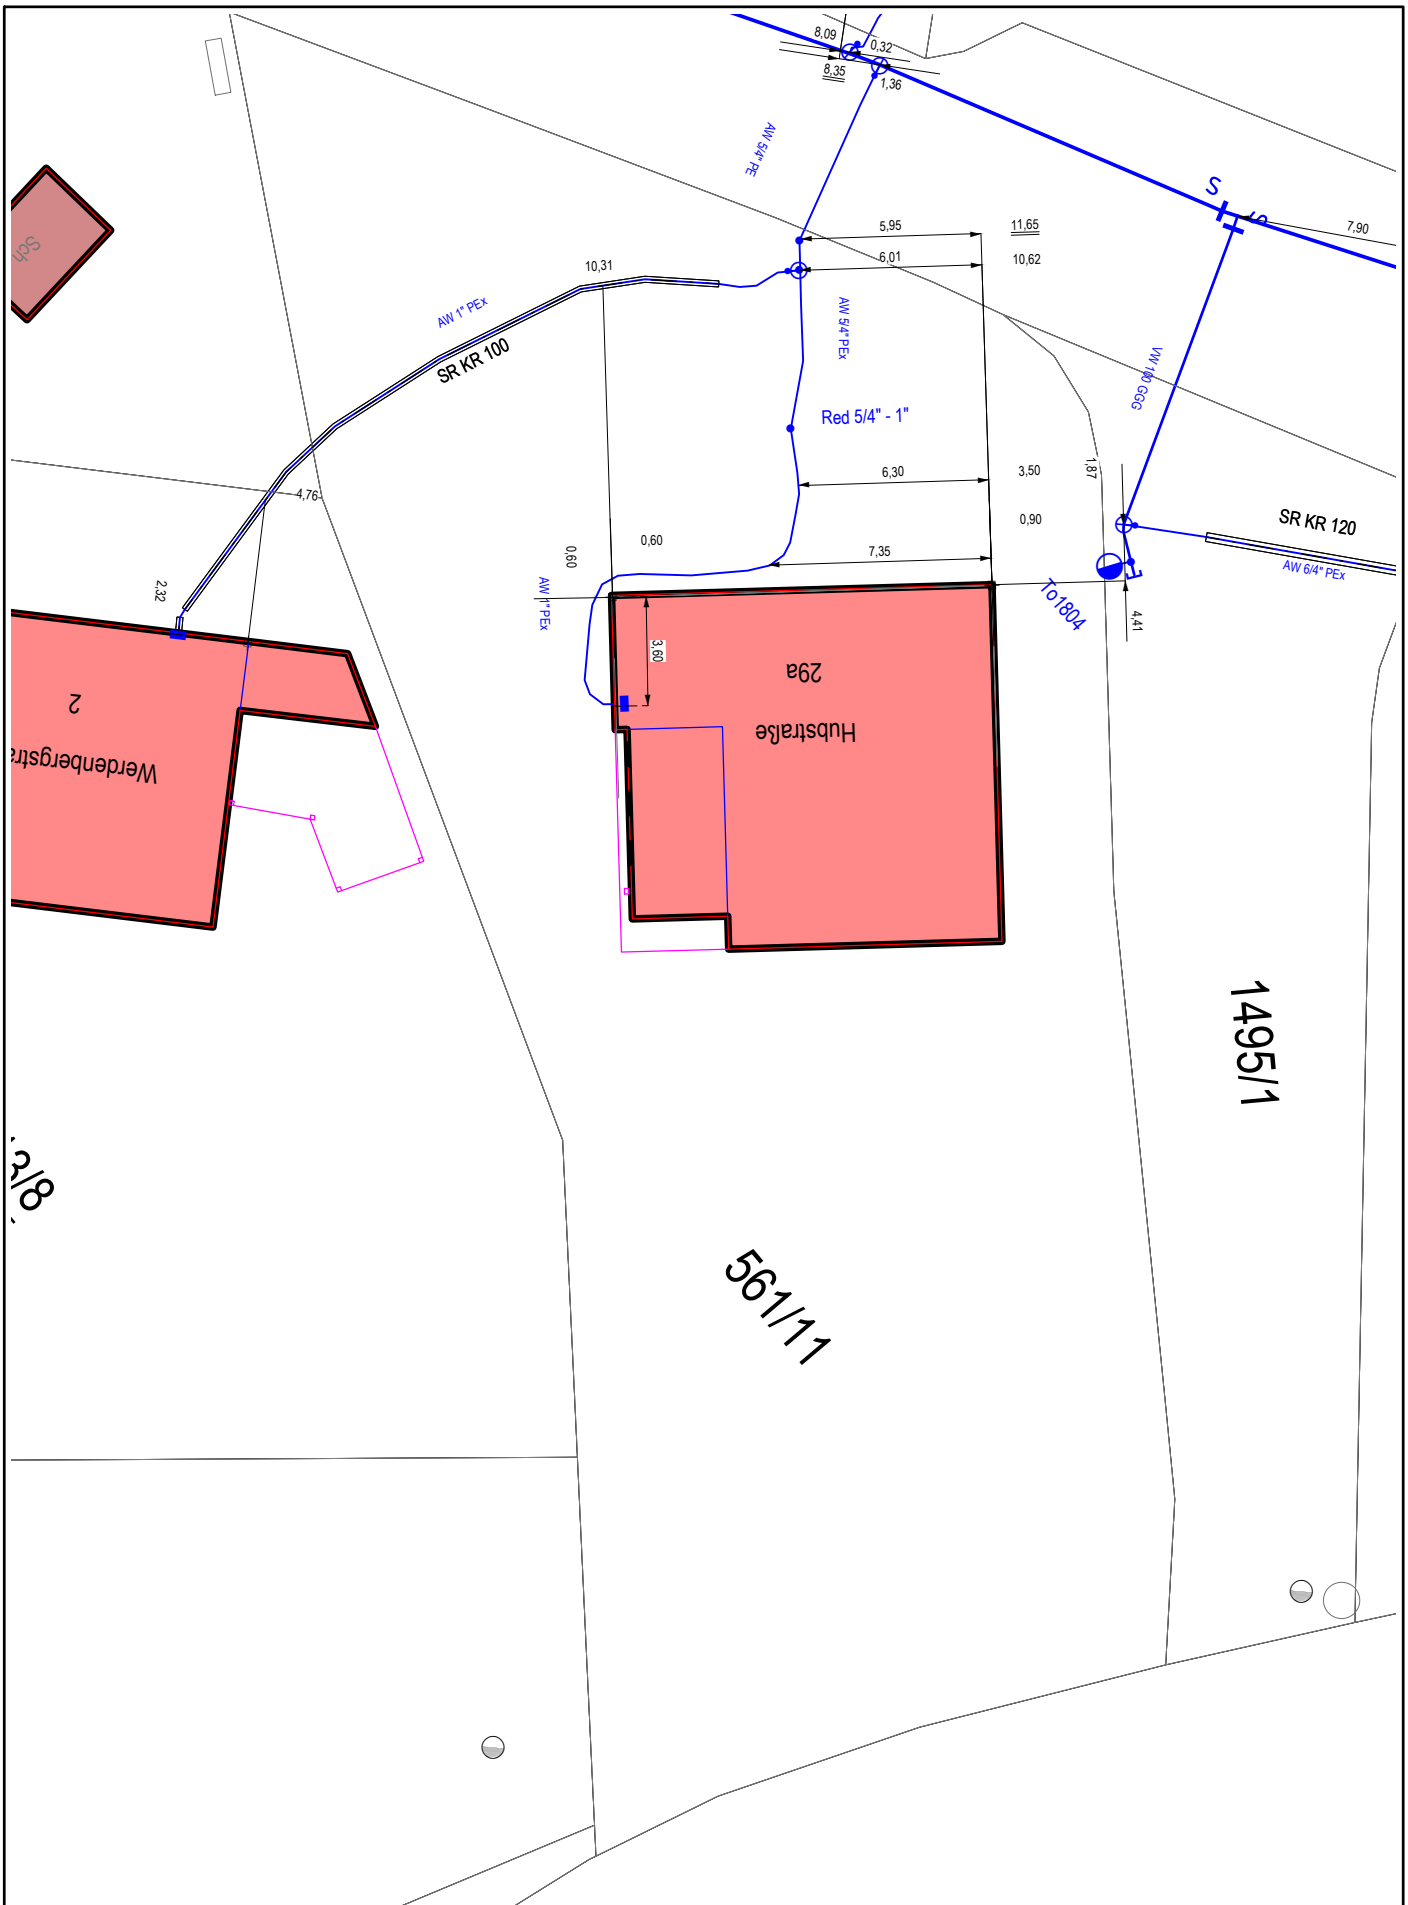 8,09
0,32
8,35
1,36
AW 5/4" PE
S
S
7,90
5,95
11,65
6,01
10,62
10,31
AW 1" PEx
SR KR 100
AW 5/4" PEx
VW 100 GGG
Red 5/4" - 1"
Sch
4,76
6,30
3,50
1,87
0,90
SR KR 120
AW 6/4" PEx
0,60
0,60
7,35
2,32
AW 1" PEx
To1804
4,41
3,60
29a
Hubstraße
2
Werdenbergstra
1495/1
3/8
561/11